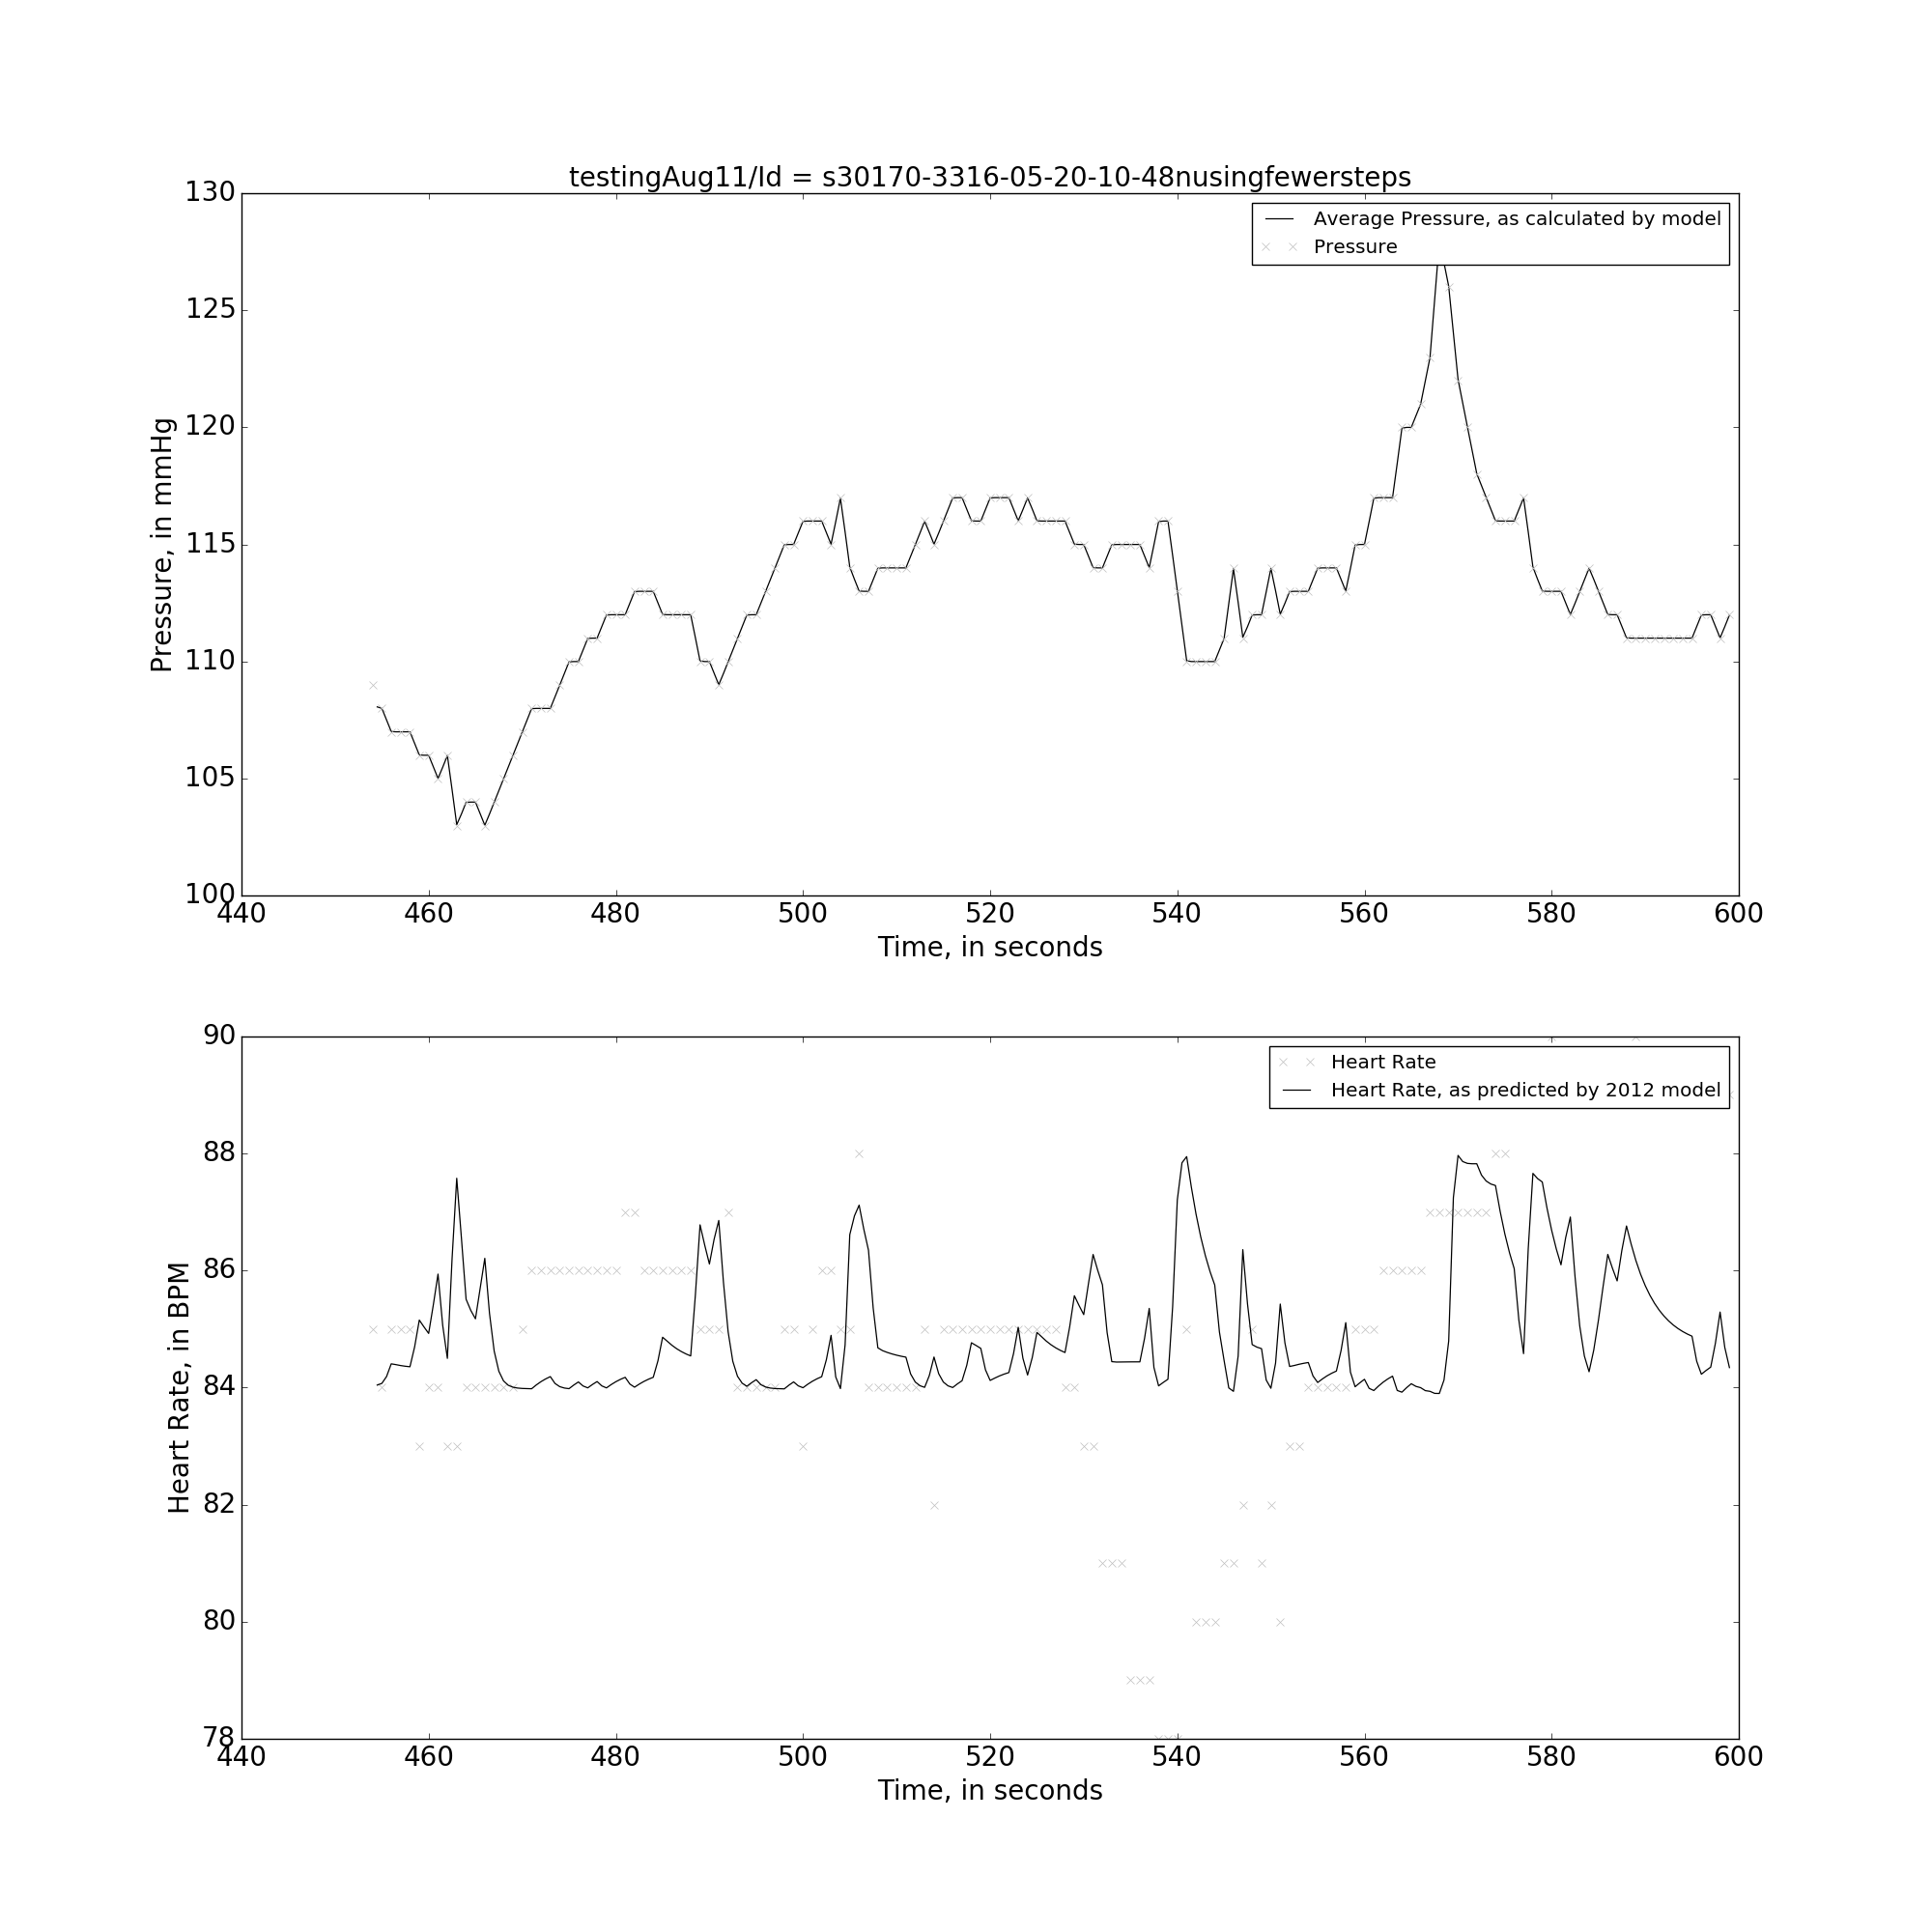 testingAug11/Id = s30170-3316-05-20-10-48nusingfewersteps
130
125
120
115
110
105
100
Pressure, in mmHg
Average Pressure, as calculated by model
Pressure
440 460 480 500 520 540 560 580 600
Time, in seconds
90
88
86
84
82
80
78
Heart Rate, in BPM
Heart Rate
Heart Rate, as predicted by 2012 model
440 460 480 500 520 540 560 580 600
Time, in seconds